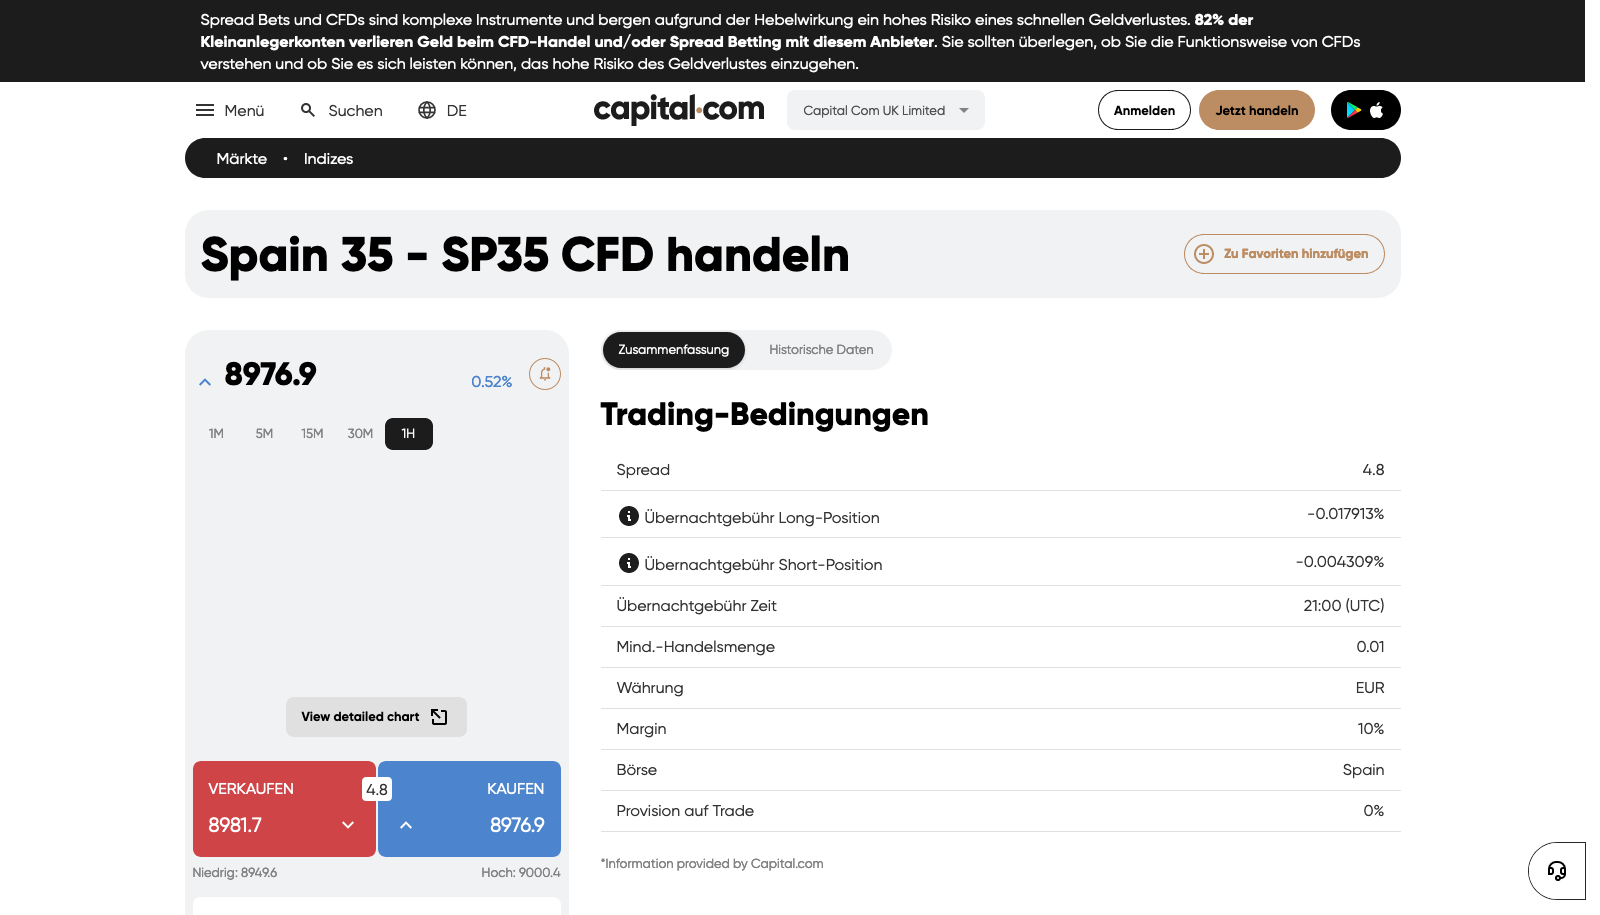 Spread Bets und CFDs sind komplexe Instrumente und bergen aufgrund der Hebelwirkung ein hohes Risiko eines schnellen Geldverlustes. 82% der
Kleinanlegerkonten verlieren Geld beim CFD-Handel und/oder Spread Betting mit diesem Anbieter. Sie sollten überlegen, ob Sie die Funktionsweise von CFDs
verstehen und ob Sie es sich leisten können, das hohe Risiko des Geldverlustes einzugehen.
Menü Suchen DE capital.com Capital Com UK Limited Anmelden Jetzt handeln
Märkte • Indizes
Spain 35 - SP35 CFD handeln
Zu Favoriten hinzufügen
8976.9 0.52%
1M 5M 15M 30M 1H
View detailed chart
VERKAUFEN 4.8 KAUFEN
8981.7 8976.9
Niedrig: 8949.6 Hoch: 9000.4
Zusammenfassung Historische Daten
Trading-Bedingungen
Spread 4.8
Übernachtgebühr Long-Position -0.017913%
Übernachtgebühr Short-Position -0.004309%
Übernachtgebühr Zeit 21:00 (UTC)
Mind.-Handelsmenge 0.01
Währung EUR
Margin 10%
Börse Spain
Provision auf Trade 0%
*Information provided by Capital.com